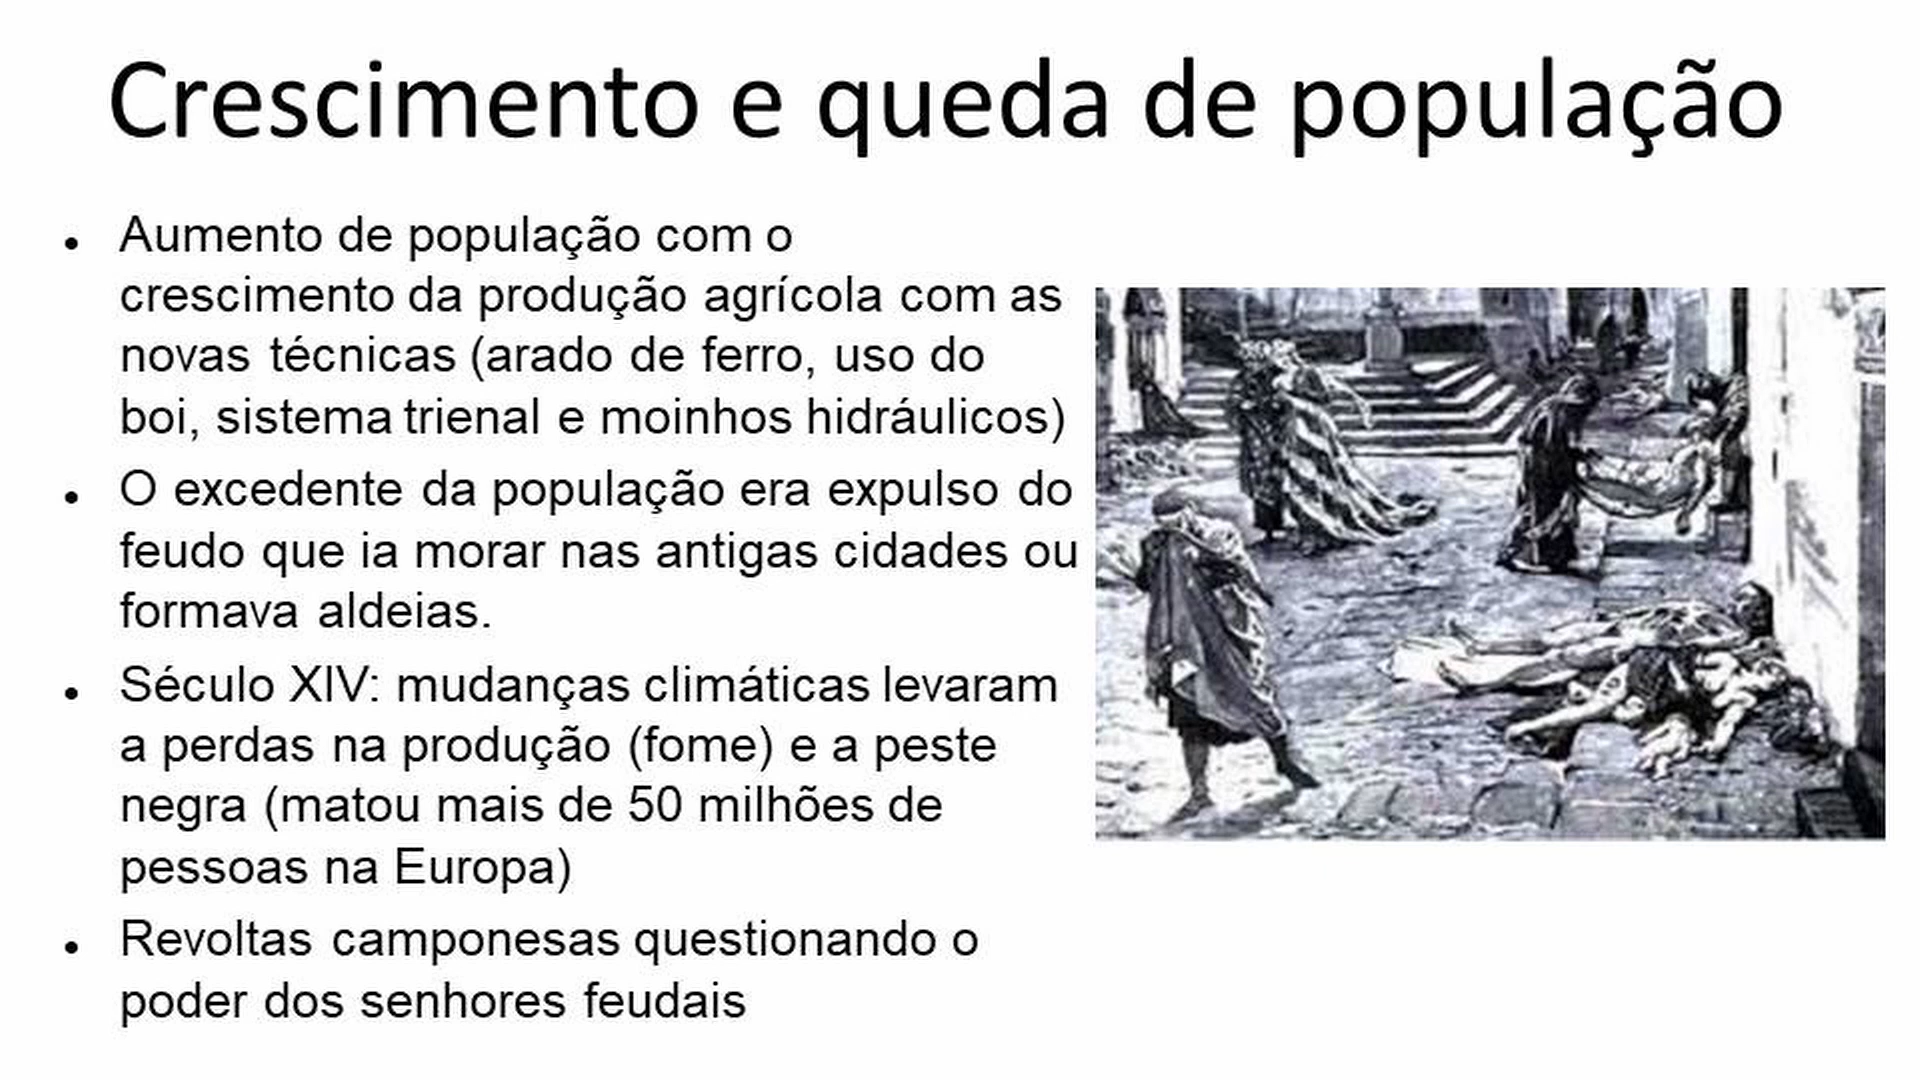 Crescimento e queda de população
• Aumento de população com o
crescimento da produção agrícola com as
novas técnicas (arado de ferro, uso do
boi, sistema trienal e moinhos hidráulicos)
• O excedente da população era expulso do
feudo que ia morar nas antigas cidades ou
formava aldeias.
• Século XIV: mudanças climáticas levaram
a perdas na produção (fome) e a peste
negra (matou mais de 50 milhões de
pessoas na Europa)
• Revoltas camponesas questionando o
poder dos senhores feudais